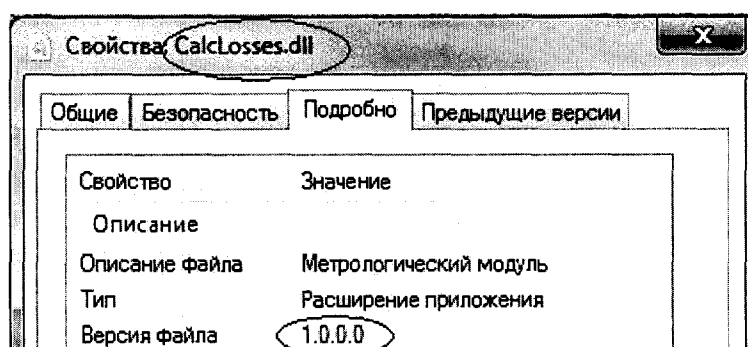 Свойства: CalcLosses.dll
Общие Безопасность Подробно Предыдущие версии
Свойство Значение
Описание
Описание файла Метрологический модуль
Тип Расширение приложения
Версия файла 1.0.0.0